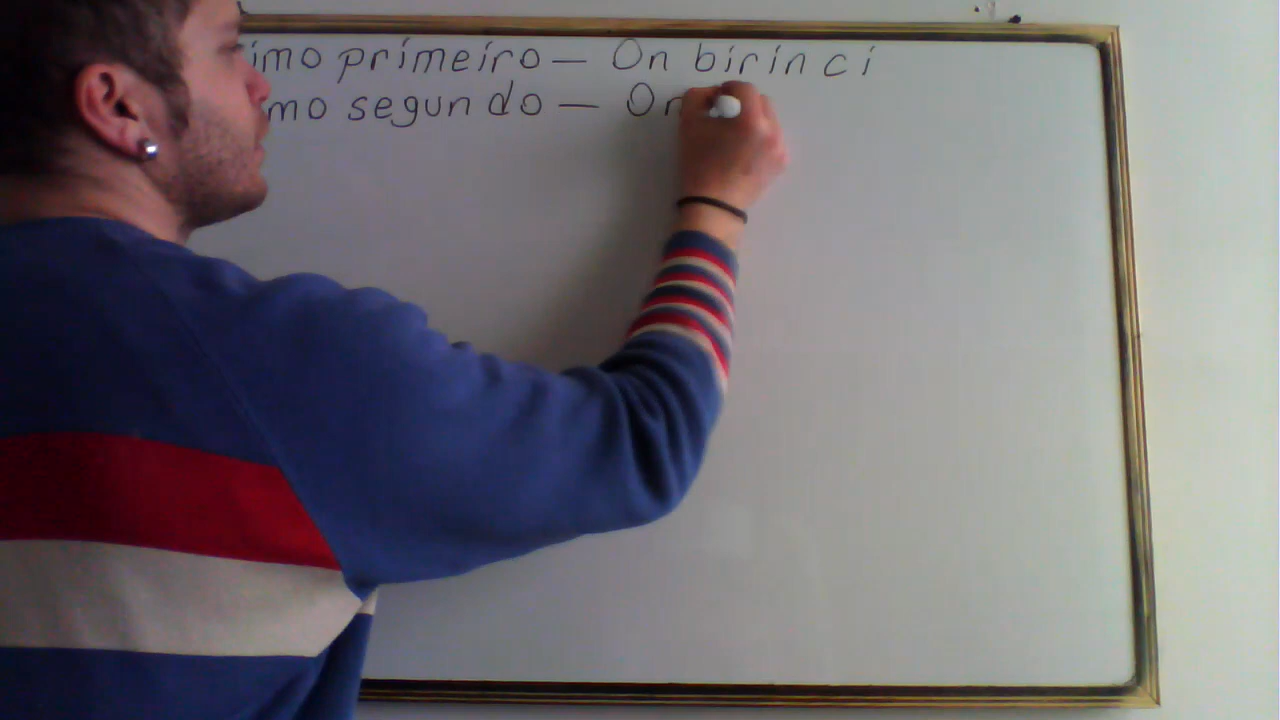 imo primeiro — On birinci
mo segundo — On